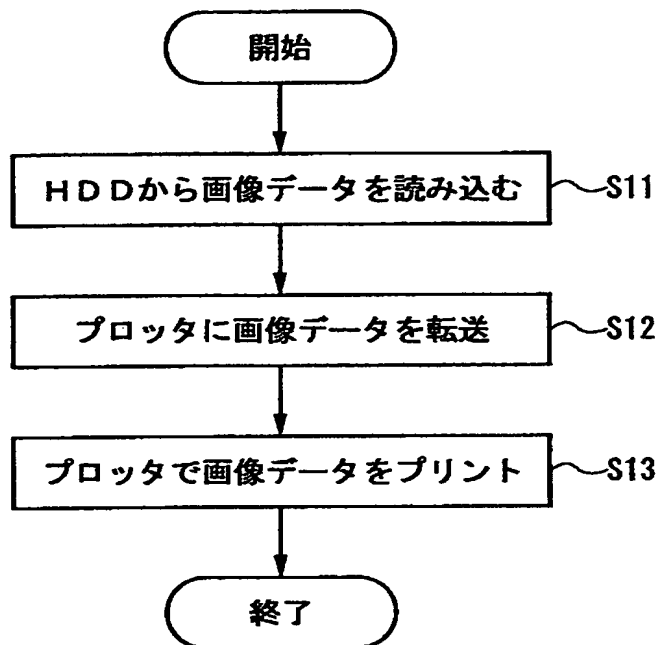 開始
HDDから画像データを読み込む S11
プロッタに画像データを転送 S12
プロッタで画像データをプリント S13
終了